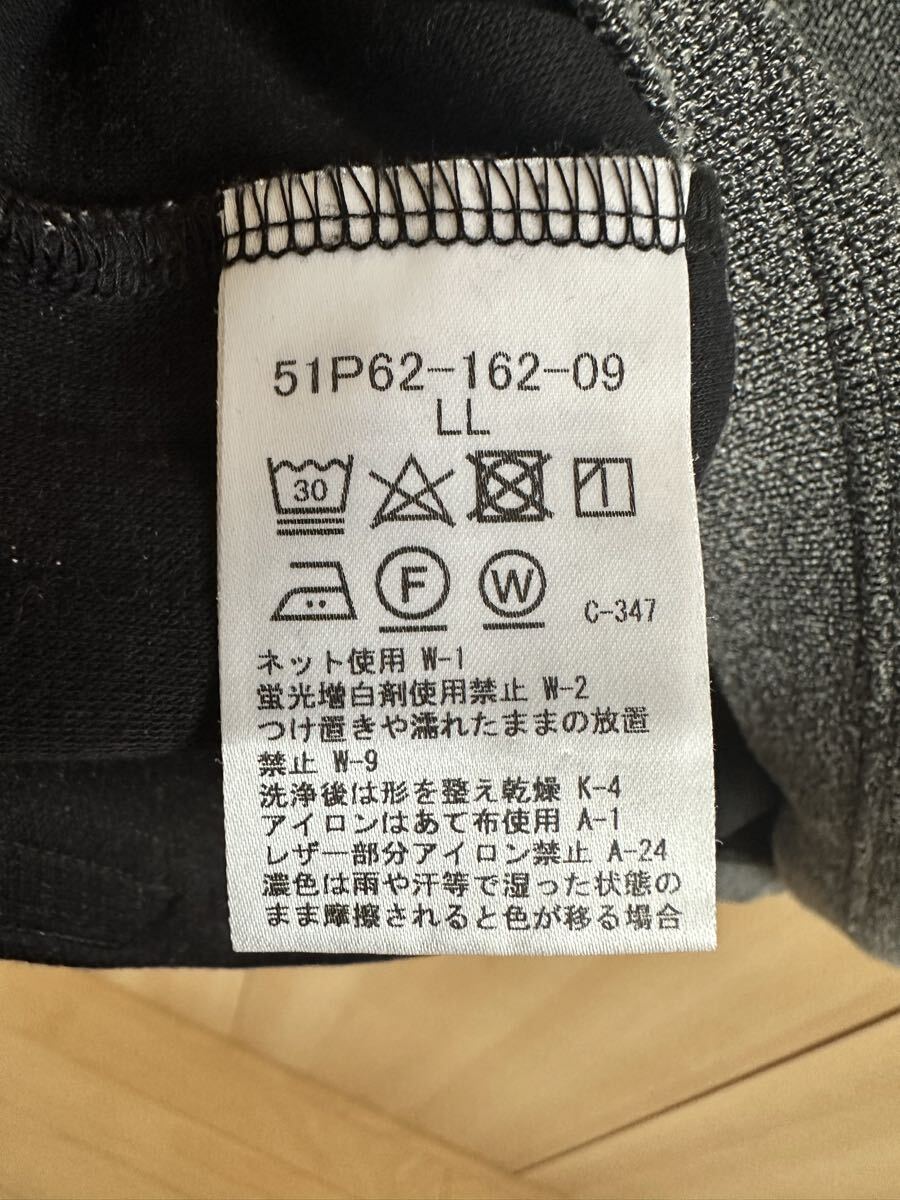 51P62-162-09
LL
30
F W C-347
ネット使用 W-1
蛍光増白剤使用禁止 W-2
つけ置きや濡れたままの放置
禁止 W-9
洗浄後は形を整え乾燥 K-4
アイロンはあて布使用 A-1
レザー部分アイロン禁止 A-24
濃色は雨や汗等で湿った状態の
まま摩擦されると色が移る場合